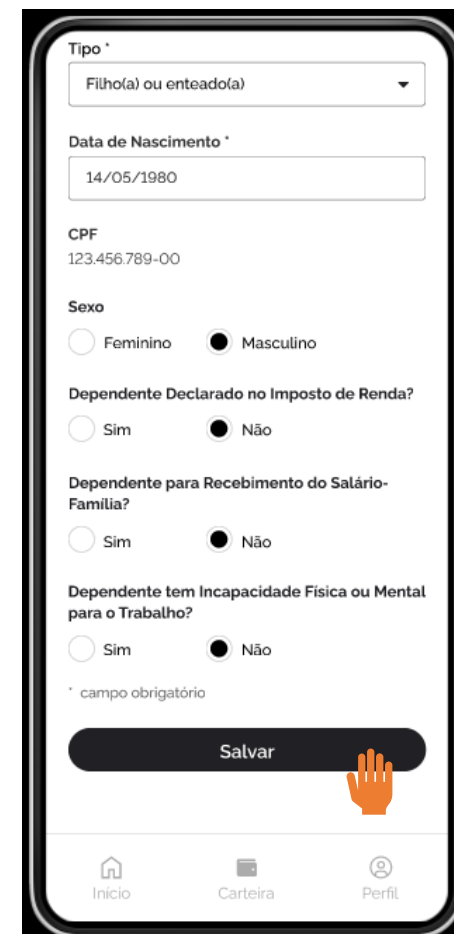 Tipo *
Filho(a) ou enteado(a)
Data de Nascimento *
14/05/1980
CPF
123.456.789-00
Sexo
Feminino Masculino
Dependente Declarado no Imposto de Renda?
Sim Não
Dependente para Recebimento do Salário-
Família?
Sim Não
Dependente tem Incapacidade Física ou Mental
para o Trabalho?
Sim Não
* campo obrigatório
Salvar
Início Carteira Perfil